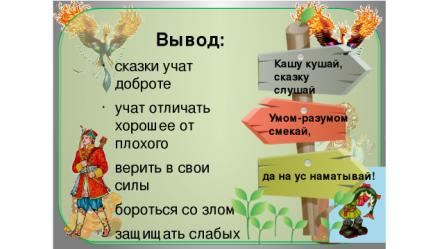 Вывод:
сказки учат
доброте
учат отличать
хорошее от
плохого
верить в свои
силы
бороться со злом
защищать слабых
Кашу кушай,
сказку
слушай
Умом-разумом
смекай,
да на ус наматывай!